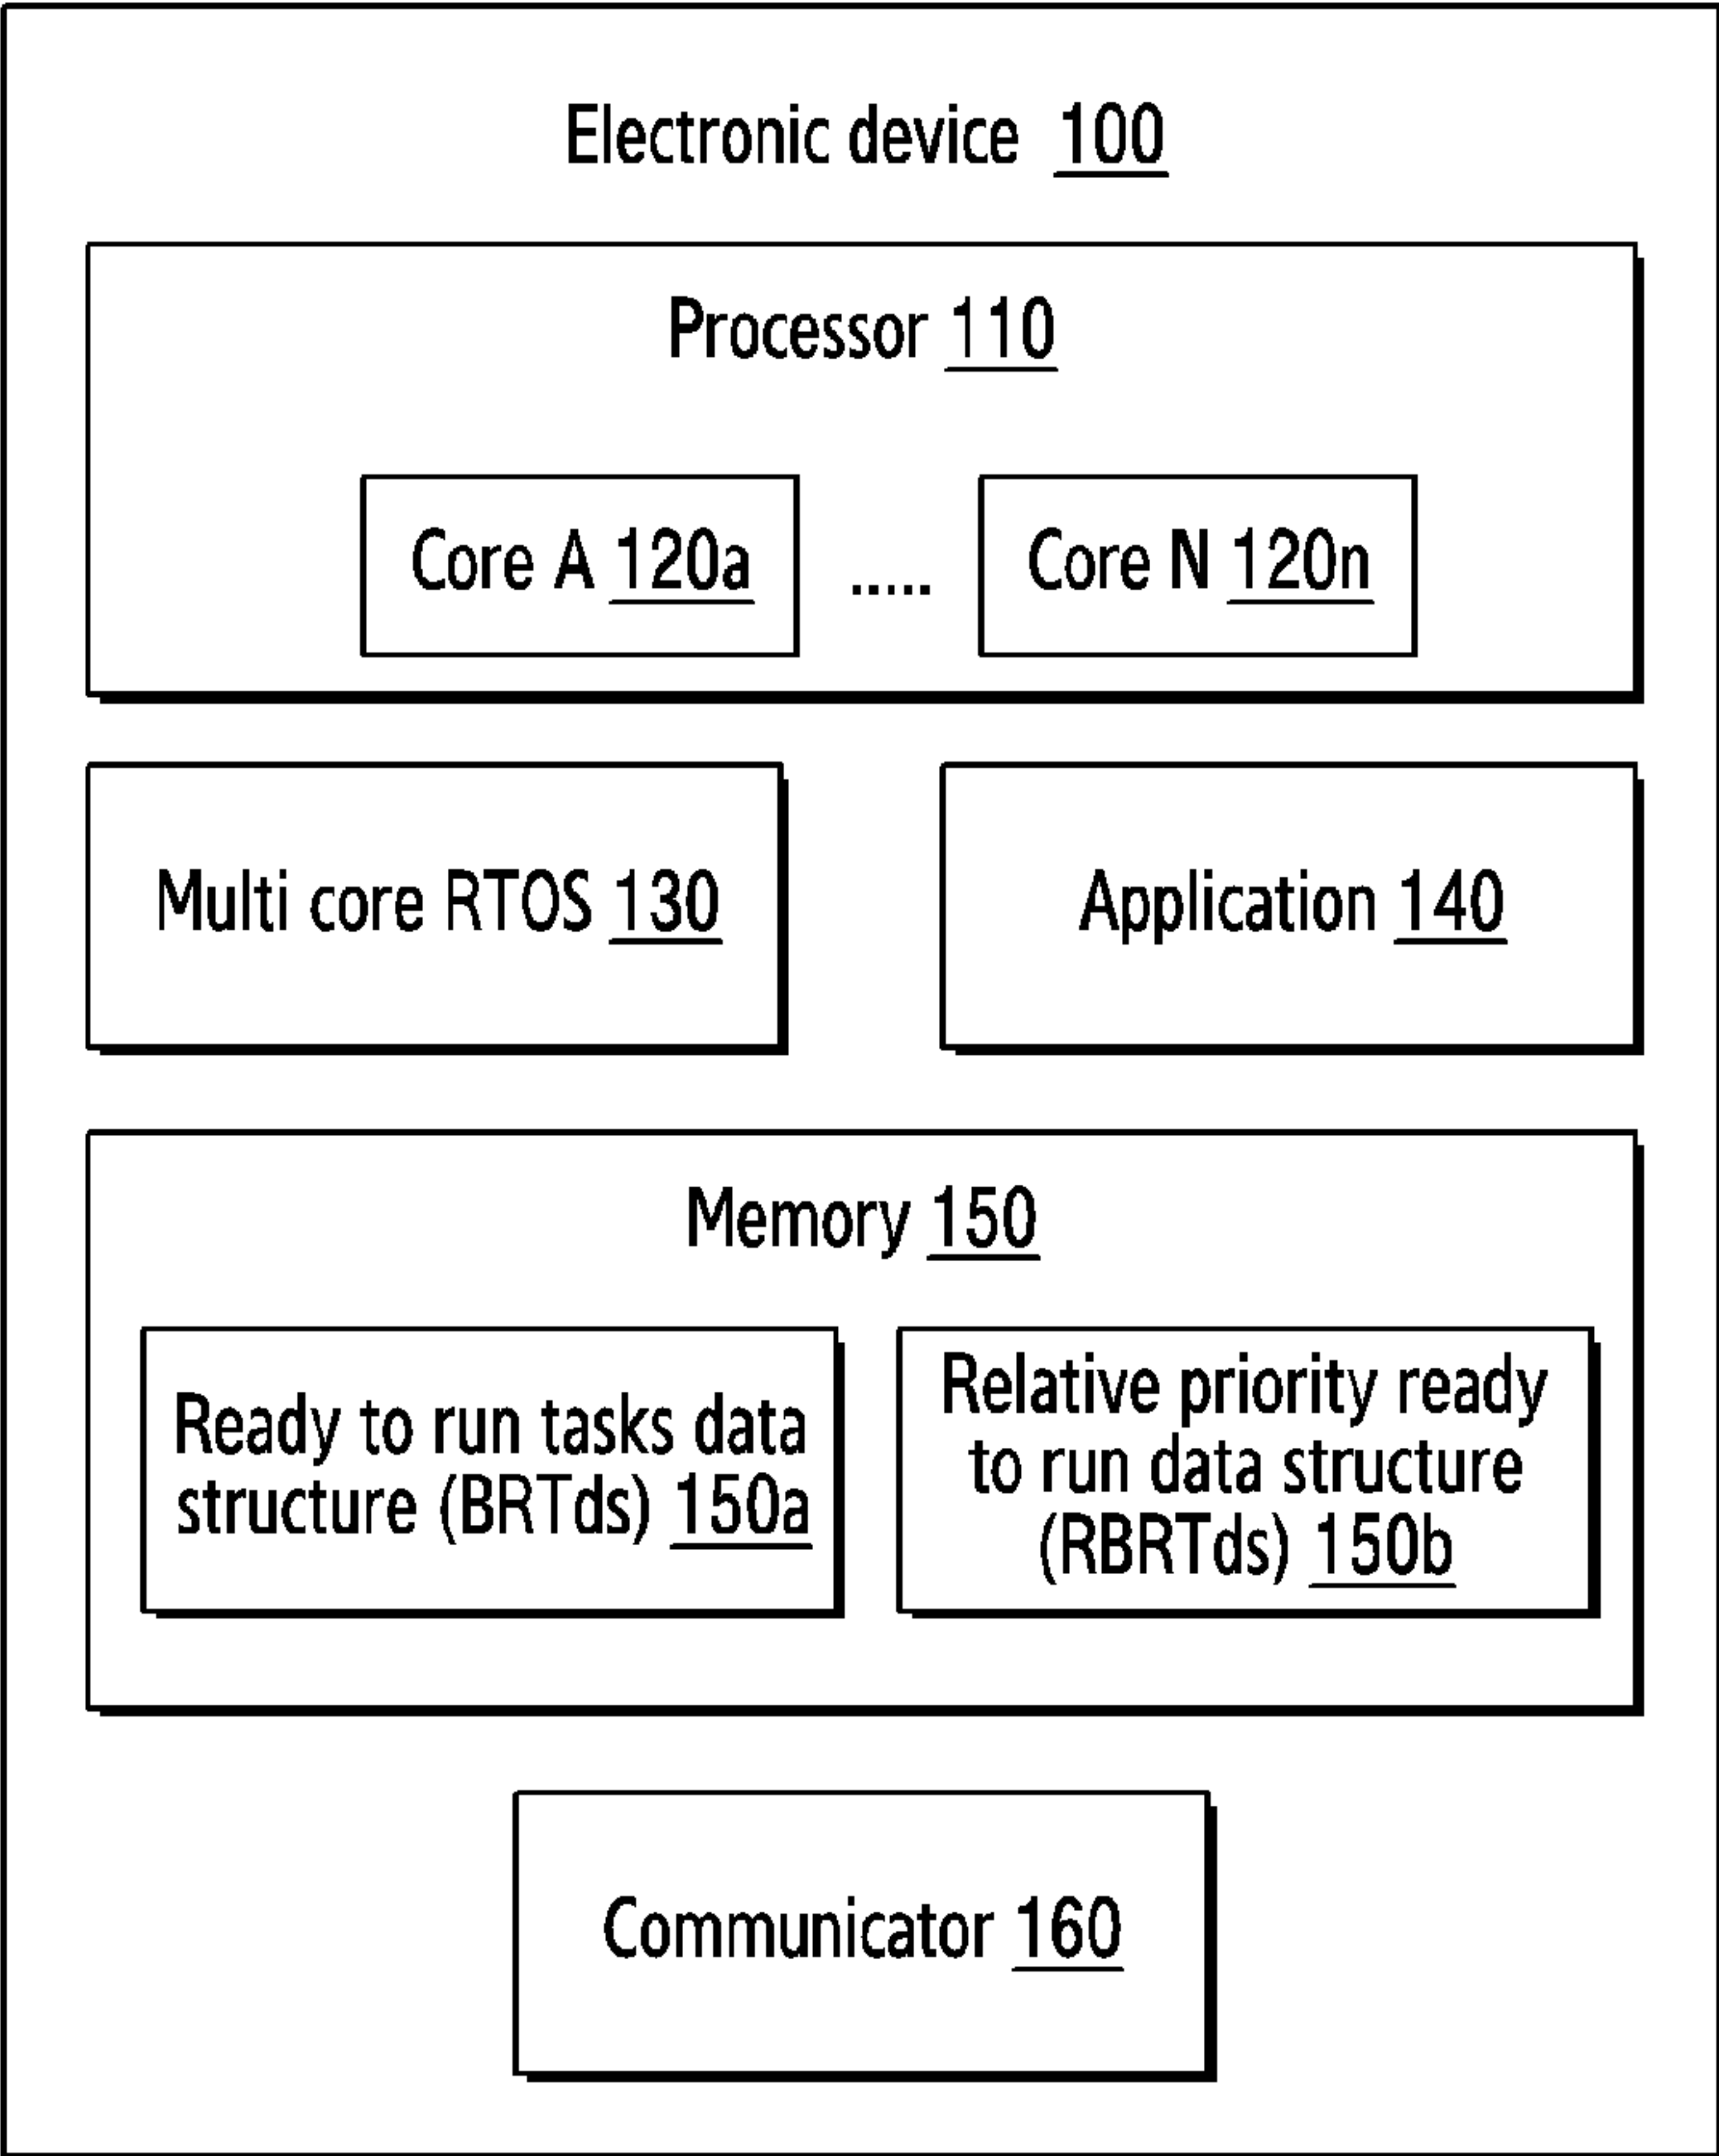 Electronic device 100
Processor 110
Core A 120a ..... Core N 120n
Multi core RTOS 130
Application 140
Memory 150
Ready to run tasks data
structure (BRTds) 150a
Relative priority ready
to run data structure
(RBRTds) 150b
Communicator 160